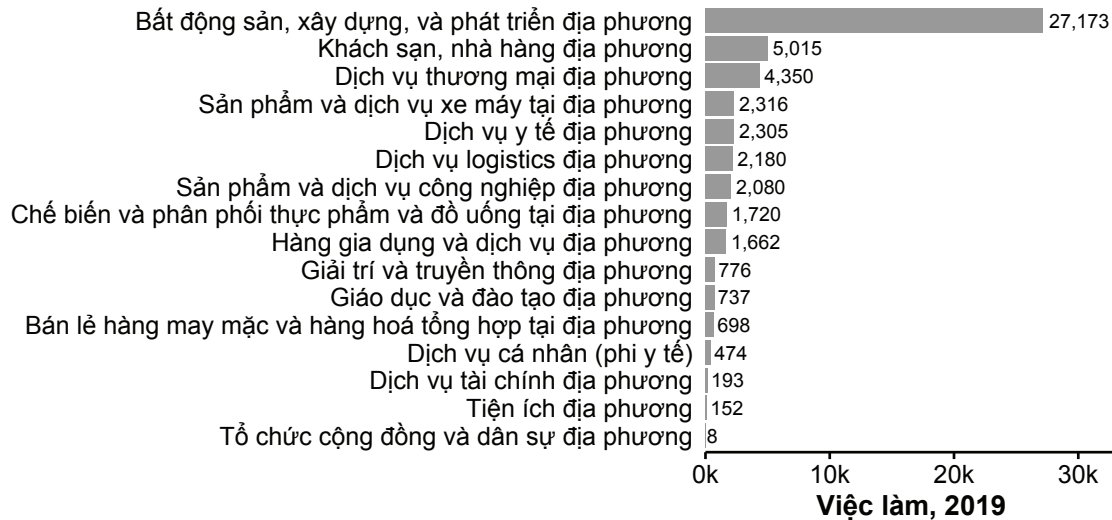 Bất động sản, xây dựng, và phát triển địa phương 27,173
Khách sạn, nhà hàng địa phương 5,015
Dịch vụ thương mại địa phương 4,350
Sản phẩm và dịch vụ xe máy tại địa phương 2,316
Dịch vụ y tế địa phương 2,305
Dịch vụ logistics địa phương 2,180
Sản phẩm và dịch vụ công nghiệp địa phương 2,080
Chế biến và phân phối thực phẩm và đồ uống tại địa phương 1,720
Hàng gia dụng và dịch vụ địa phương 1,662
Giải trí và truyền thông địa phương 776
Giáo dục và đào tạo địa phương 737
Bán lẻ hàng may mặc và hàng hoá tổng hợp tại địa phương 698
Dịch vụ cá nhân (phi y tế) 474
Dịch vụ tài chính địa phương 193
Tiện ích địa phương 152
Tổ chức cộng đồng và dân sự địa phương 8
0k 10k 20k 30k
Việc làm, 2019